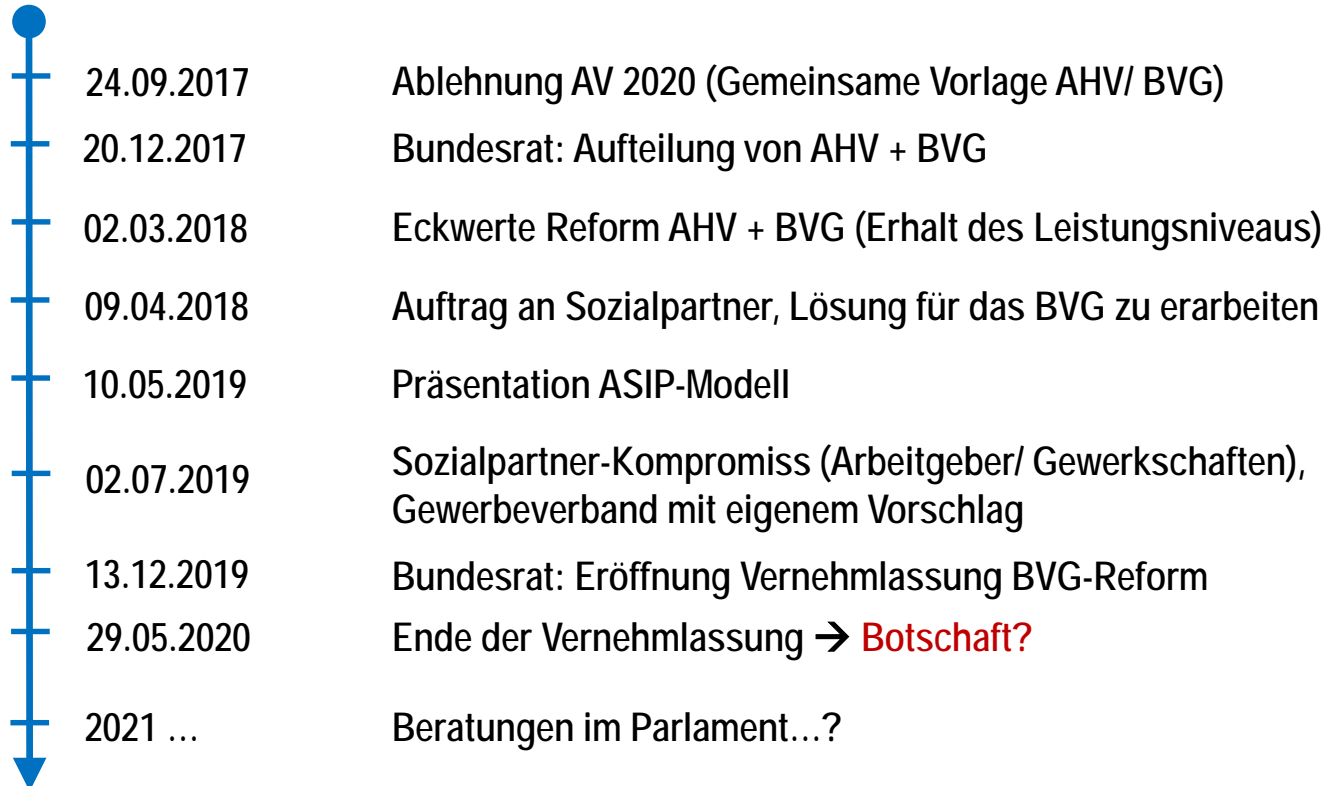 24.09.2017 Ablehnung AV 2020 (Gemeinsame Vorlage AHV/ BVG)
20.12.2017 Bundesrat: Aufteilung von AHV + BVG
02.03.2018 Eckwerte Reform AHV + BVG (Erhalt des Leistungsniveaus)
09.04.2018 Auftrag an Sozialpartner, Lösung für das BVG zu erarbeiten
10.05.2019 Präsentation ASIP-Modell
02.07.2019 Sozialpartner-Kompromiss (Arbeitgeber/ Gewerkschaften),
Gewerbeverband mit eigenem Vorschlag
13.12.2019 Bundesrat: Eröffnung Vernehmlassung BVG-Reform
29.05.2020 Ende der Vernehmlassung → Botschaft?
2021 … Beratungen im Parlament…?